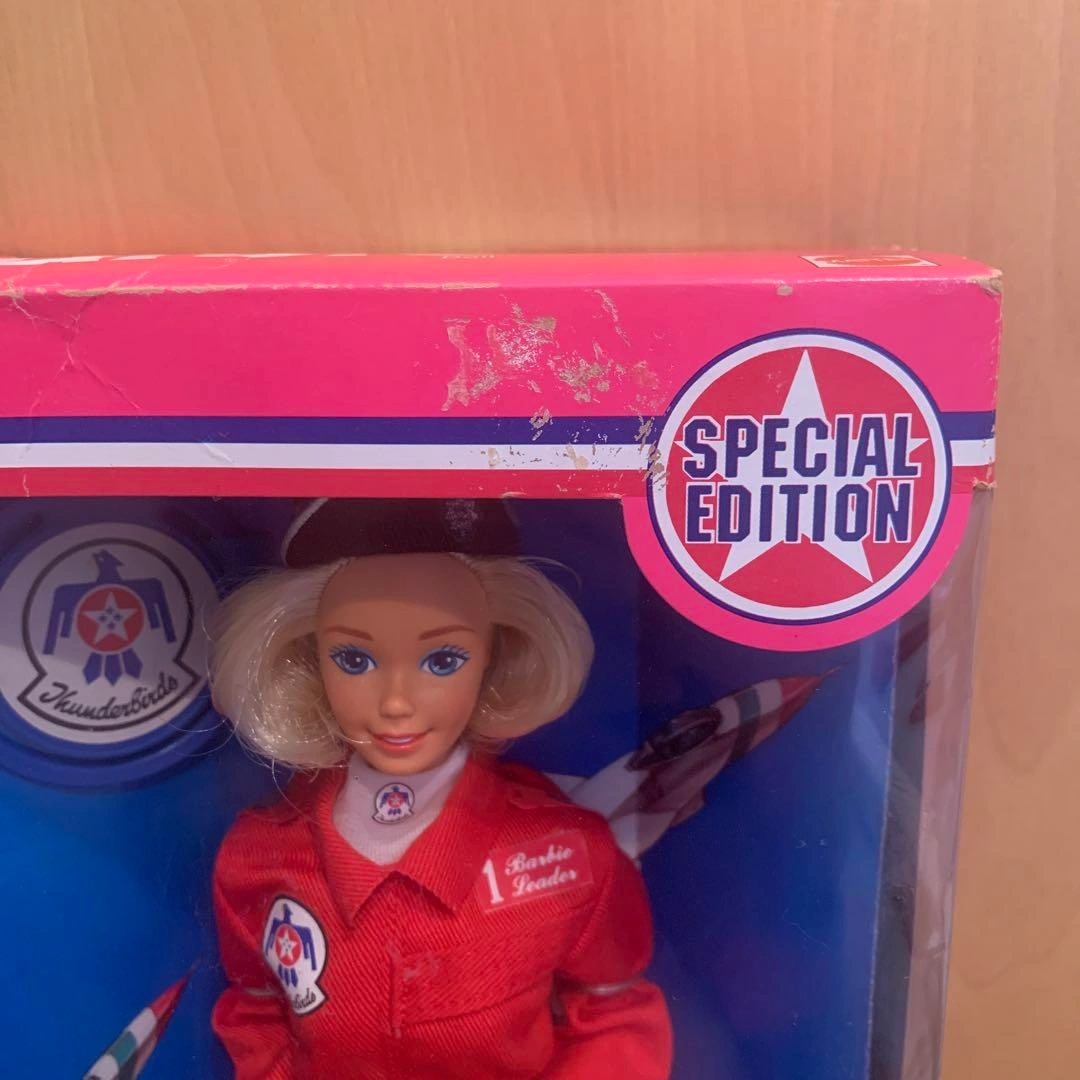 SPECIAL
EDITION
Thunderbirds
1 Barbie
Leader